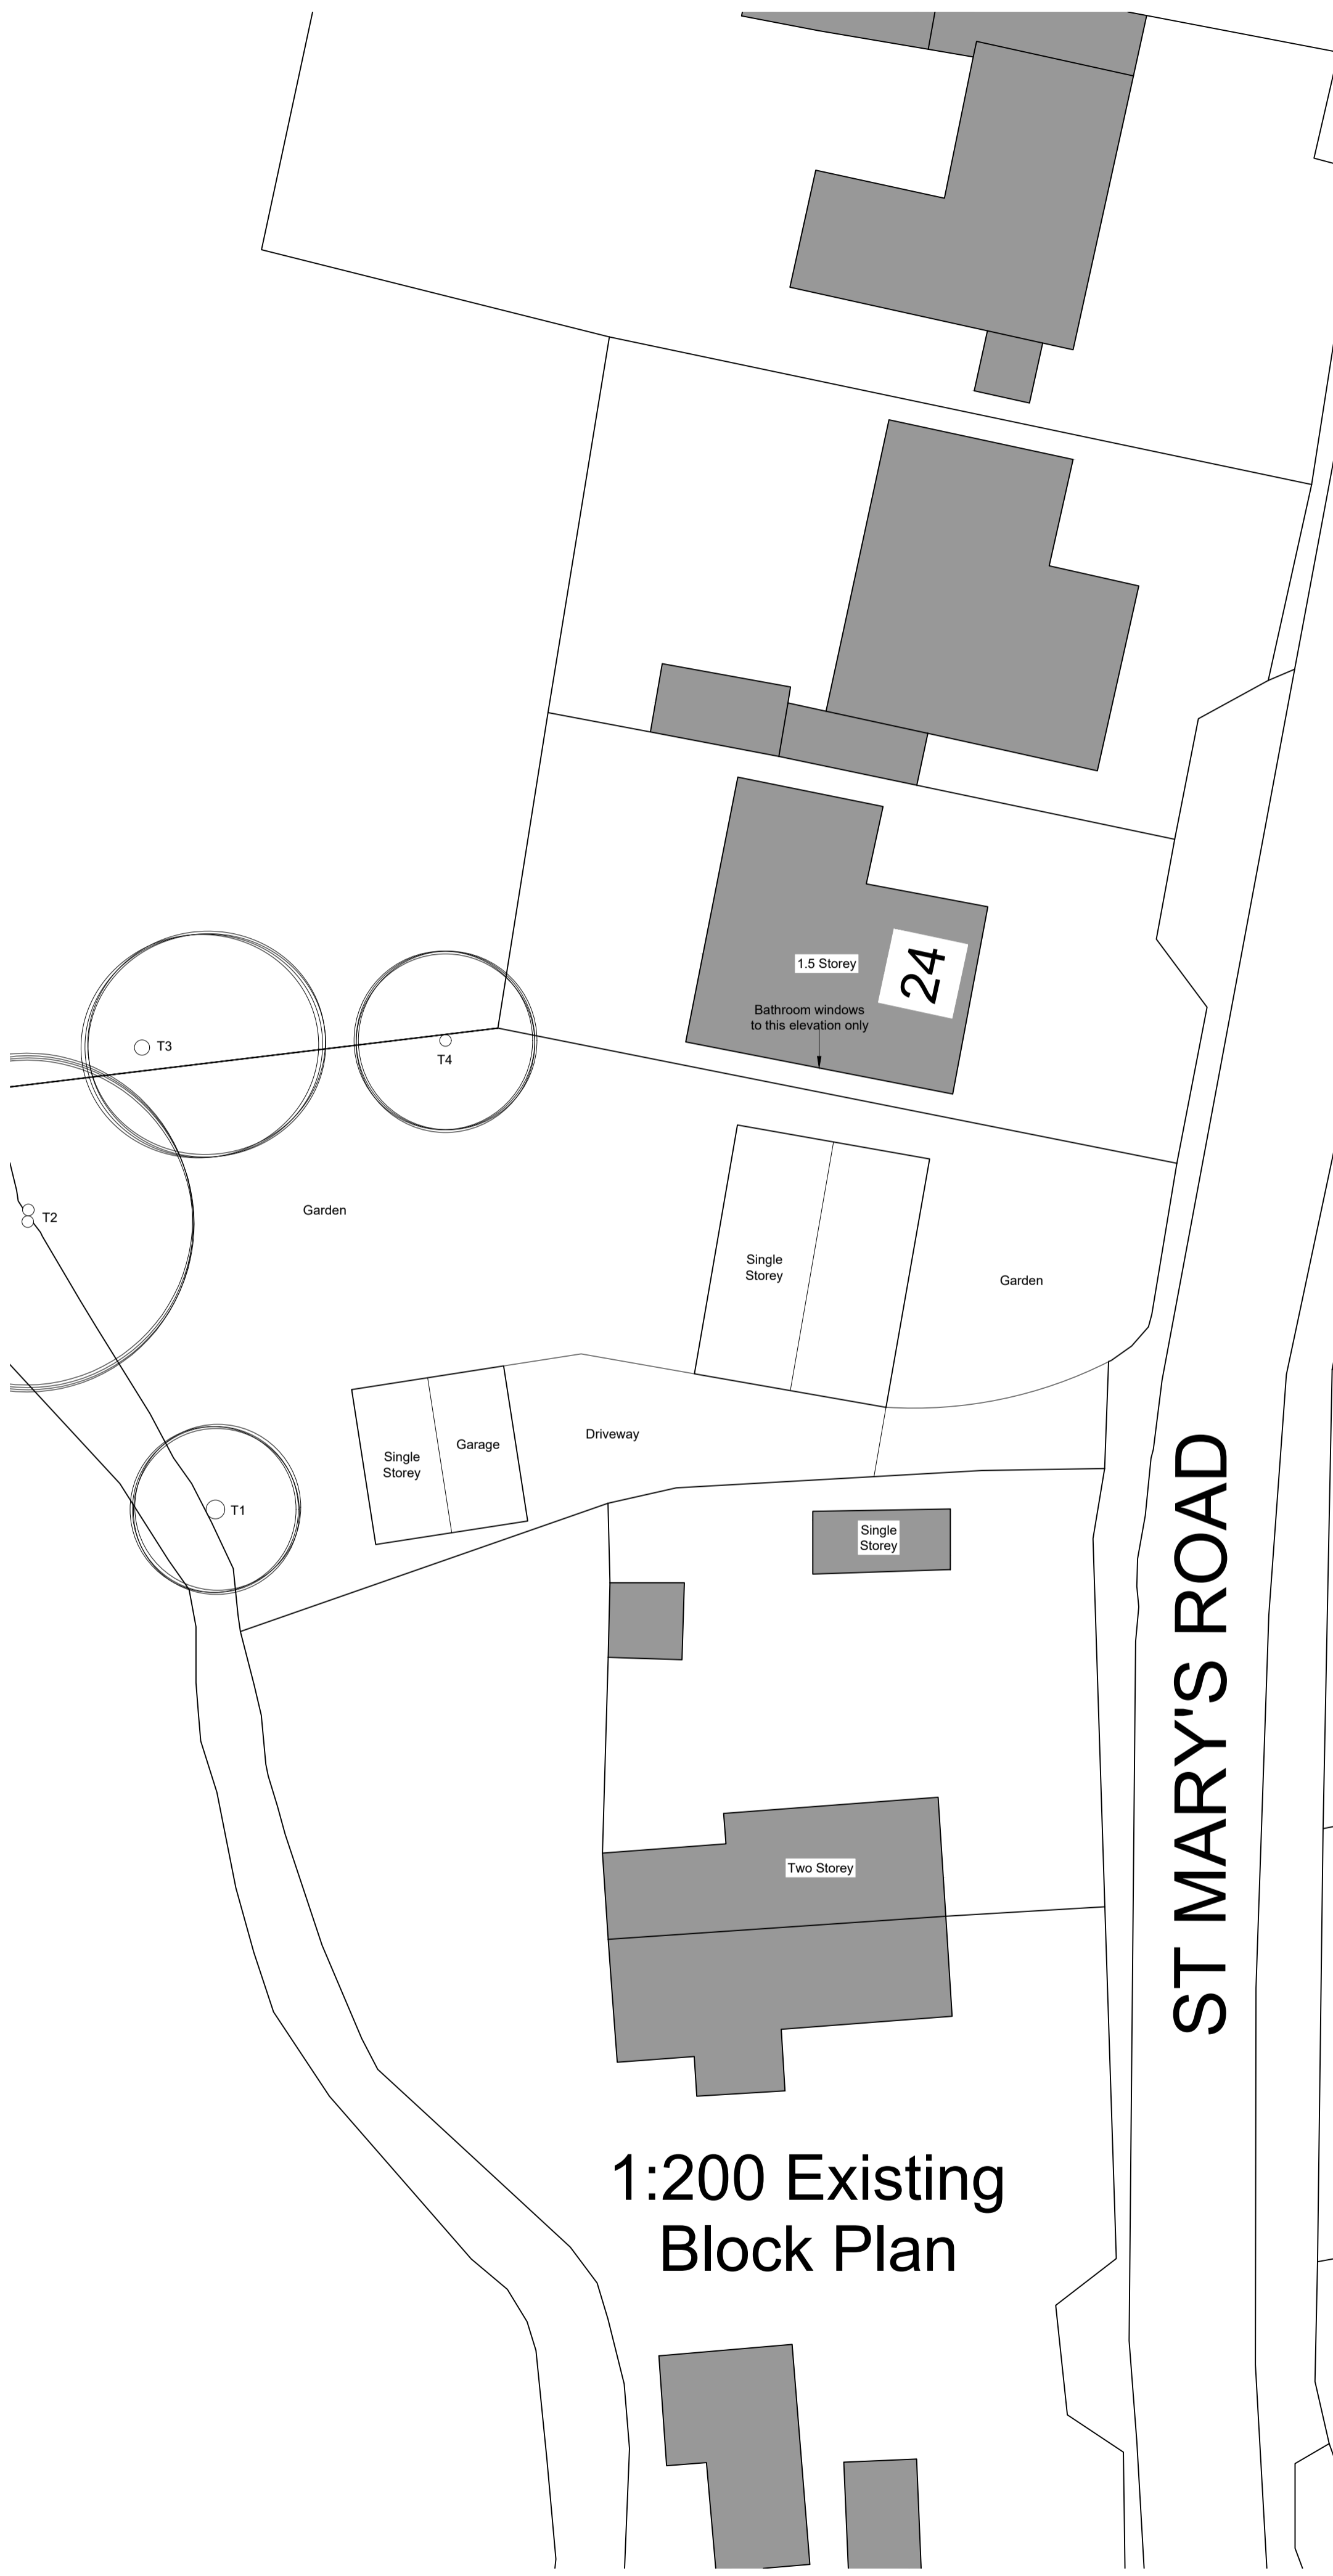 24
1.5 Storey
Bathroom windows
to this elevation only
T3
T4
T2
Garden
Single
Storey
Garden
Driveway
Garage
Single
Storey
T1
Single
Storey
ST MARY'S ROAD
Two Storey
1:200 Existing
Block Plan